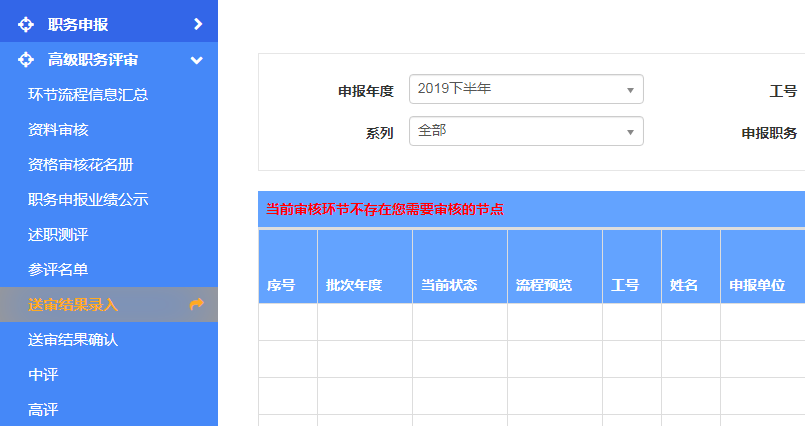 职务申报
高级职务评审
环节流程信息汇总
资料审核
资格审核花名册
职务申报业绩公示
述职测评
参评名单
送审结果录入
送审结果确认
中评
高评
申报年度 2019下半年 工号
系列 全部 申报职务
当前审核环节不存在您需要审核的节点
序号 批次年度 当前状态 流程预览 工号 姓名 申报单位